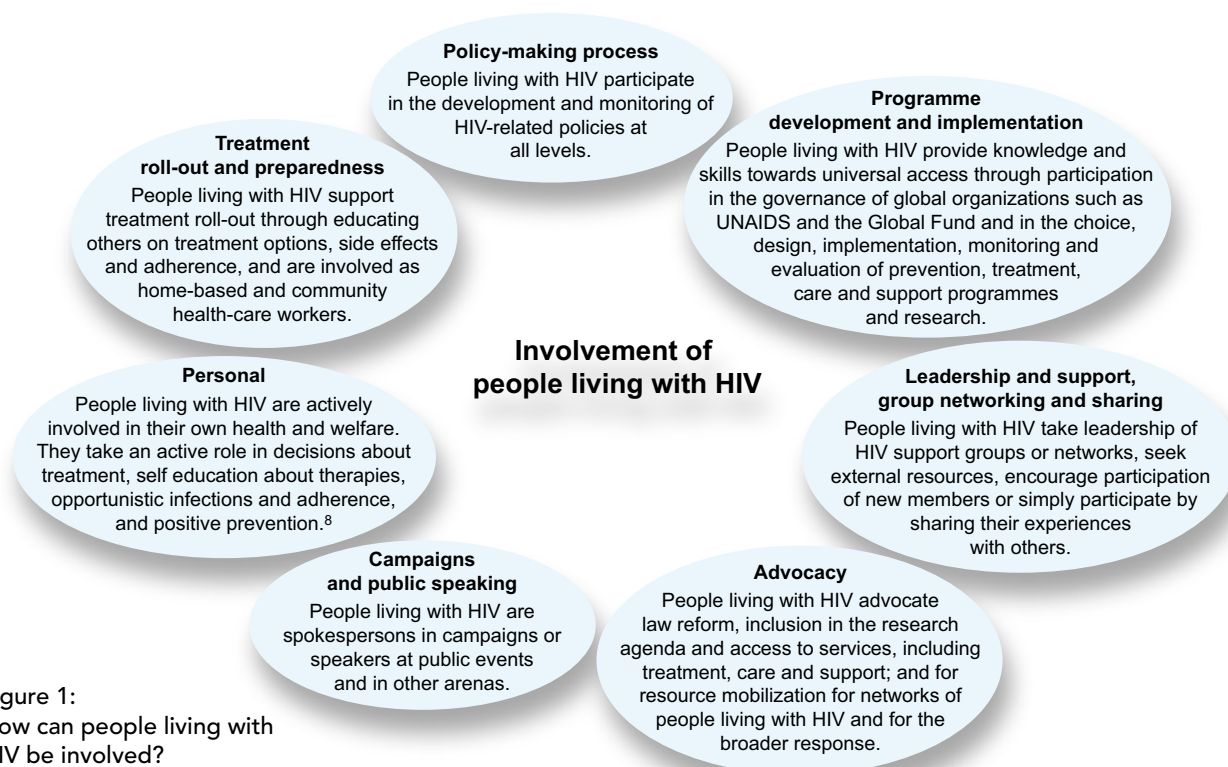 Policy-making process
People living with HIV participate
in the development and monitoring of
HIV-related policies at
all levels.
Programme
development and implementation
People living with HIV provide knowledge and
skills towards universal access through participation
in the governance of global organizations such as
UNAIDS and the Global Fund and in the choice,
design, implementation, monitoring and
evaluation of prevention, treatment,
care and support programmes
and research.
Treatment
roll-out and preparedness
People living with HIV support
treatment roll-out through educating
others on treatment options, side effects
and adherence, and are involved as
home-based and community
health-care workers.
Involvement of
people living with HIV
Personal
People living with HIV are actively
involved in their own health and welfare.
They take an active role in decisions about
treatment, self education about therapies,
opportunistic infections and adherence,
and positive prevention.8
Leadership and support,
group networking and sharing
People living with HIV take leadership of
HIV support groups or networks, seek
external resources, encourage participation
of new members or simply participate by
sharing their experiences
with others.
Campaigns
and public speaking
People living with HIV are
spokespersons in campaigns or
speakers at public events
and in other arenas.
Advocacy
People living with HIV advocate
law reform, inclusion in the research
agenda and access to services, including
treatment, care and support; and for
resource mobilization for networks of
people living with HIV and for the
broader response.
gure 1:
ow can people living with
IV be involved?